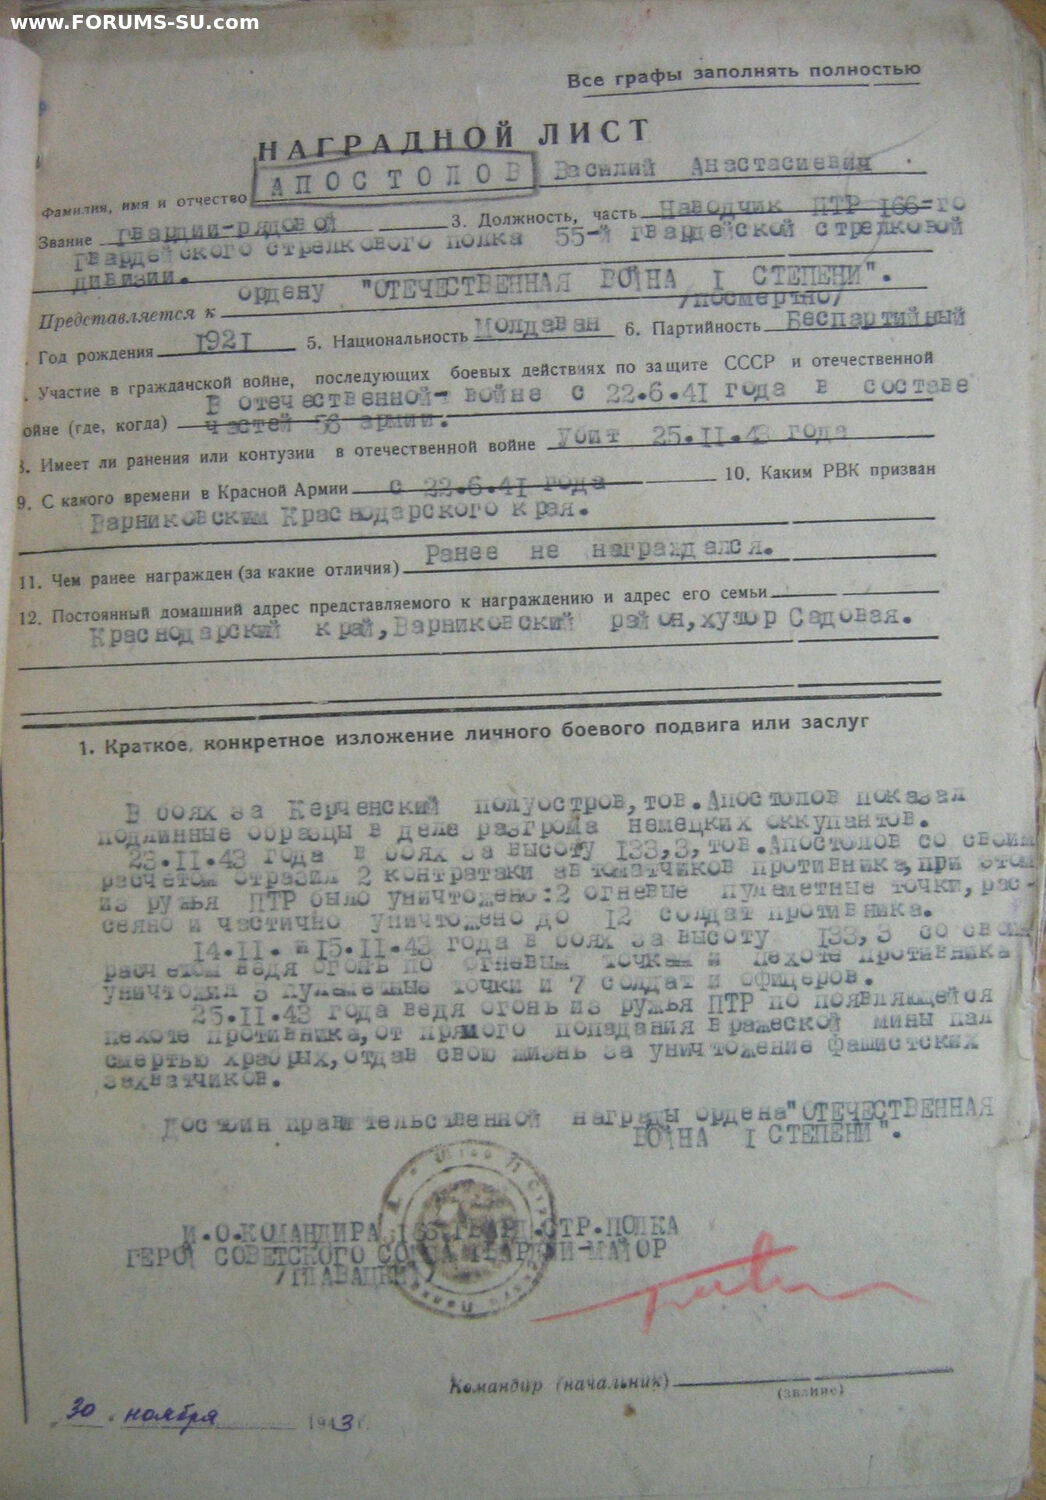 www.FORUMS-SU.com
Все графы заполнять полностью
НАГРАДНОЙ ЛИСТ
Фамилия, имя и отчество АПОСТОЛОВ Василий Анастасиевич
Звание гвардии-рядовой 3. Должность, часть Наводчик ПТР 166-го
гвардейского стрелкового полка 55-й гвардейской стрелковой
дивизии.
Представляется к ордену "ОТЕЧЕСТВЕННАЯ ВОЙНА I СТЕПЕНИ".
/посмертно/
Год рождения 1921 5. Национальность Молдаван 6. Партийность Беспартийный
Участие в гражданской войне, последующих боевых действиях по защите СССР и отечественной
В отечественной войне с 22.6.41 года в составе
войне (где, когда) частей 56 армии.
8. Имеет ли ранения или контузии в отечественной войне Убит 25.11.43 года
9. С какого времени в Красной Армии с 22.6.41 года 10. Каким РВК призван
Варниковским Краснодарского края.
11. Чем ранее награжден (за какие отличия) Ранее не награждался.
12. Постоянный домашний адрес представляемого к награждению и адрес его семьи
Краснодарский край, Варниковский район, хутор Садовая.
1. Краткое, конкретное изложение личного боевого подвига или заслуг
В боях за Керченский полуостров, тов. Апостолов показал
подлинные образцы в деле разгрома немецких оккупантов.
23.11.43 года в боях за высоту 133,3, тов. Апостолов со своим
расчетом отразил 2 контратаки автоматчиков противника, при этом
из ружья ПТР было уничтожено: 2 огневые пулеметные точки, рас-
сеяно и частично уничтожено до 12 солдат противника.
14.11. и 15.11.43 года в боях за высоту 133,3 со своим
расчетом ведя огонь по огневым точкам и пехоте противника
уничтожил 3 пулеметные точки и 7 солдат и офицеров.
25.11.43 года ведя огонь из ружья ПТР по появляющейся
пехоте противника, от прямого попадания вражеской мины пал
смертью храбрых, отдав свою жизнь за уничтожение фашистских
захватчиков.
Достоин правительственной награды ордена "ОТЕЧЕСТВЕННАЯ
ВОЙНА I СТЕПЕНИ".
И.О.КОМАНДИРА 166 ГВАРД.СТР.ПОЛКА
ГЕРОЙ СОВЕТСКОГО СОЮЗА ГВАРДИИ-МАЙОР
/ГЛАВАЦКИЙ/
Командир (начальник)
(звание)
30 ноября 1943 г.